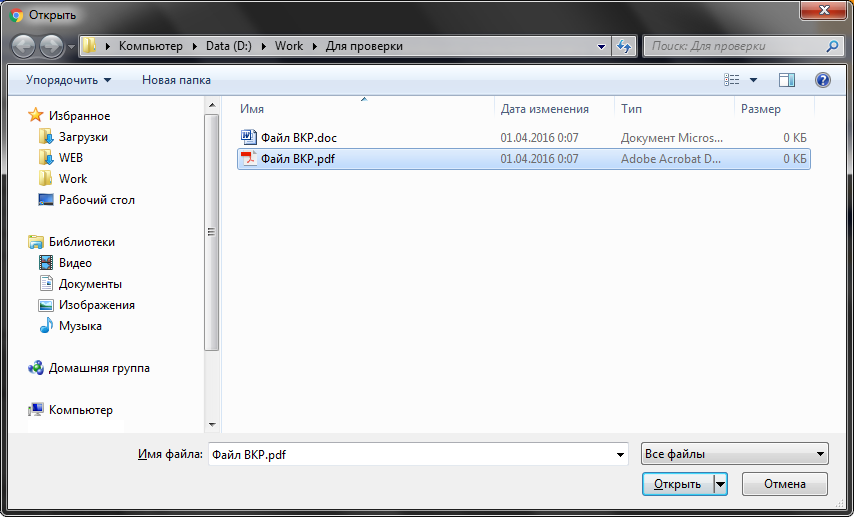 Открыть
Компьютер Data (D:) Work Для проверки Поиск: Для проверки
Упорядочить Новая папка
Имя Дата изменения Тип Размер
Файл ВКР.doc 01.04.2016 0:07 Документ Micros... 0 КБ
Файл ВКР.pdf 01.04.2016 0:07 Adobe Acrobat D... 0 КБ
Избранное
Загрузки
WEB
Work
Рабочий стол
Библиотеки
Видео
Документы
Изображения
Музыка
Домашняя группа
Компьютер
Имя файла: Файл ВКР.pdf Все файлы
Открыть Отмена